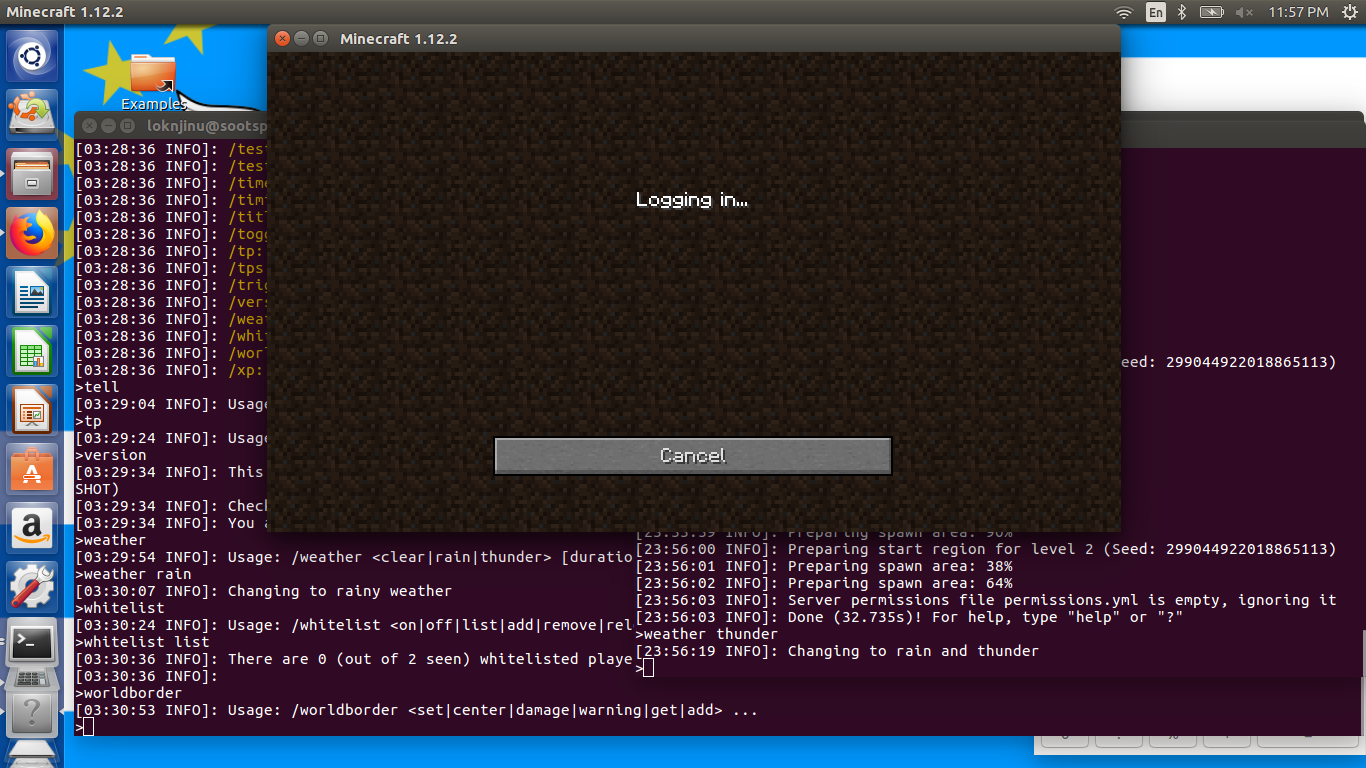 Minecraft 1.12.2
En
11:57 PM
Minecraft 1.12.2
Examples
loknjinu@sootsp
Logging in...
Cancel
[03:28:36 INFO]: /tes
[03:28:36 INFO]: /tes
[03:28:36 INFO]: /time
[03:28:36 INFO]: /tim
[03:28:36 INFO]: /tit
[03:28:36 INFO]: /togg
[03:28:36 INFO]: /tp:
[03:28:36 INFO]: /tps
[03:28:36 INFO]: /trig
[03:28:36 INFO]: /vers
[03:28:36 INFO]: /weat
[03:28:36 INFO]: /whit
[03:28:36 INFO]: /worl
[03:28:36 INFO]: /xp:
>tell
[03:29:04 INFO]: Usage
>tp
[03:29:24 INFO]: Usage
>version
[03:29:34 INFO]: This
SHOT)
[03:29:34 INFO]: Chec
[03:29:34 INFO]: You a
>weather
[03:29:54 INFO]: Usage: /weather <clear|rain|thunder> [duratio
>weather rain
[03:30:07 INFO]: Changing to rainy weather
>whitelist
[03:30:24 INFO]: Usage: /whitelist <on|off|list|add|remove|rel
>whitelist list
[03:30:36 INFO]: There are 0 (out of 2 seen) whitelisted playe
[03:30:36 INFO]:
>worldborder
[03:30:53 INFO]: Usage: /worldborder <set|center|damage|warning|get|add> ...
>
eed: 299044922018865113)
[23:55:59 INFO]: Preparing spawn area: 90%
[23:56:00 INFO]: Preparing start region for level 2 (Seed: 299044922018865113)
[23:56:01 INFO]: Preparing spawn area: 38%
[23:56:02 INFO]: Preparing spawn area: 64%
[23:56:03 INFO]: Server permissions file permissions.yml is empty, ignoring it
[23:56:03 INFO]: Done (32.735s)! For help, type "help" or "?"
>weather thunder
[23:56:19 INFO]: Changing to rain and thunder
>